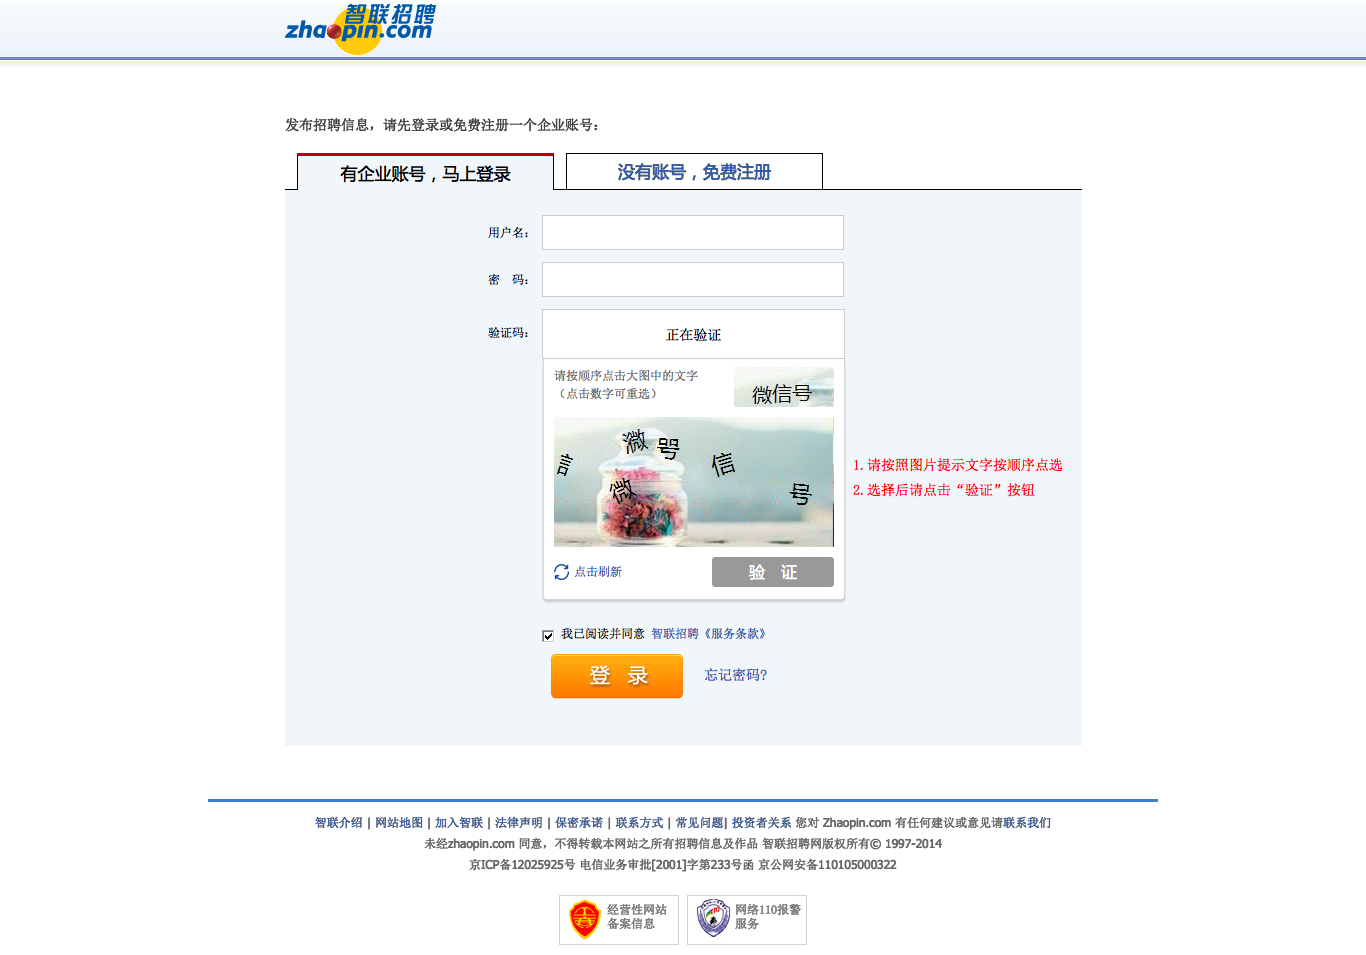 智联招聘
zhaopin.com
发布招聘信息，请先登录或免费注册一个企业账号：
有企业账号，马上登录
没有账号，免费注册
用户名：
密 码：
验证码：
正在验证
请按顺序点击大图中的文字
（点击数字可重选）
微信号
微
信
号
微
1. 请按照图片提示文字按顺序点选
2. 选择后请点击“验证”按钮
点击刷新
验 证
我已阅读并同意 智联招聘《服务条款》
登 录
忘记密码?
智联介绍 | 网站地图 | 加入智联 | 法律声明 | 保密承诺 | 联系方式 | 常见问题| 投资者关系 您对 Zhaopin.com 有任何建议或意见请联系我们
未经zhaopin.com 同意，不得转载本网站之所有招聘信息及作品 智联招聘网版权所有© 1997-2014
京ICP备12025925号 电信业务审批[2001]字第233号函 京公网安备110105000322
经营性网站
备案信息
网络110报警
服务